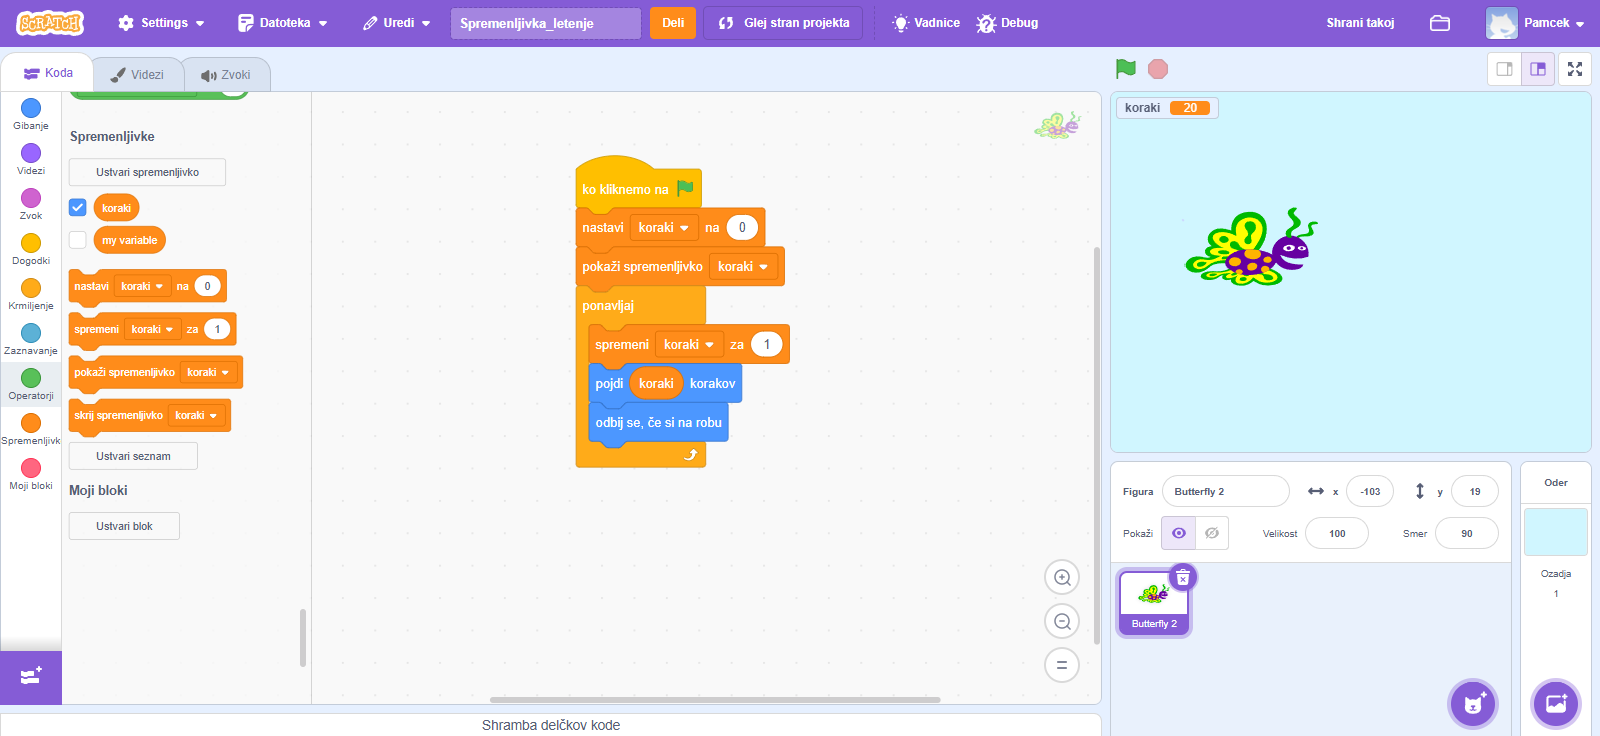 SCRATCH
Settings
Datoteka
Uredi
Spremenljivka_letenje
Deli
Glej stran projekta
Vadnice
Debug
Shrani takoj
Pamcek
Koda
Videzi
Zvoki
Gibanje
Videzi
Zvok
Dogodki
Krmiljenje
Zaznavanje
Operatorji
Spremenljivk
Moji bloki
Spremenljivke
Ustvari spremenljivko
koraki
my variable
nastavi koraki na 0
spremeni koraki za 1
pokaži spremenljivko koraki
skrij spremenljivko koraki
Ustvari seznam
Moji bloki
Ustvari blok
ko kliknemo na
nastavi koraki na 0
pokaži spremenljivko koraki
ponavljaj
spremeni koraki za 1
pojdi koraki korakov
odbij se, če si na robu
Shramba delčkov kode
koraki 20
Figura Butterfly 2 x -103 y 19
Pokaži Velikost 100 Smer 90
Butterfly 2
Oder
Ozadja
1